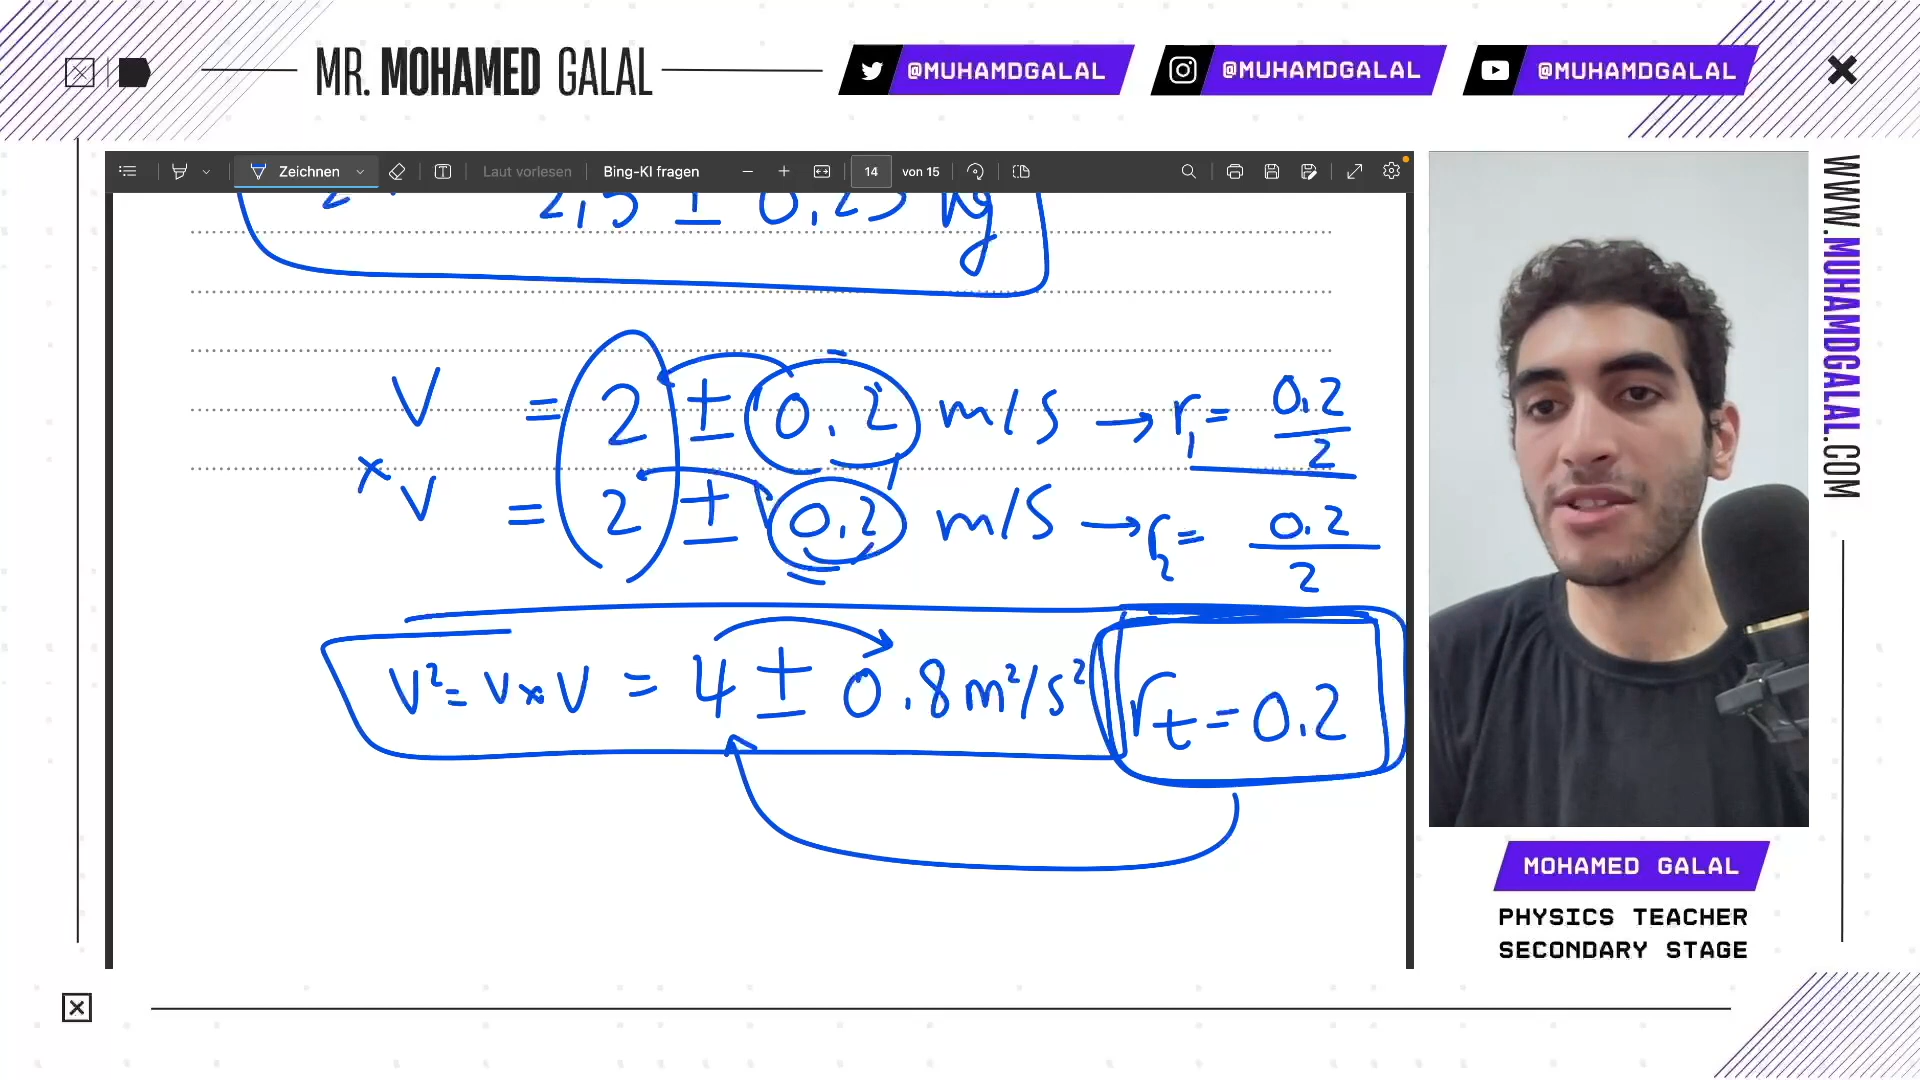 MR. MOHAMED GALAL
@MUHAMDGALAL
@MUHAMDGALAL
@MUHAMDGALAL
Zeichnen
Laut vorlesen
Bing-KI fragen
14 von 15
2,5 ± 0,25 kg
V = 2 ± 0.2 m/s → r₁ = 0.2/2
× V = 2 ± 0.2 m/s → r₂ = 0.2/2
V² = V × V = 4 ± 0.8 m²/s² rt = 0.2
WWW.MUHAMDGALAL.COM
MOHAMED GALAL
PHYSICS TEACHER
SECONDARY STAGE